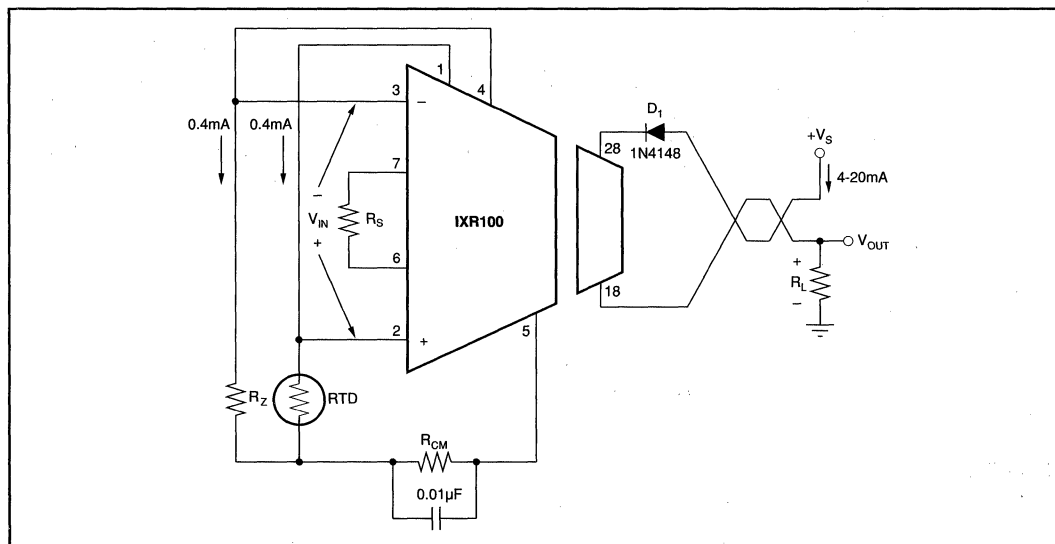 1
4
3
−
0.4mA
0.4mA
7
−
V_IN
+
R_S
6
IXR100
2
+
5
D_1
1N4148
28
18
+V_S
4-20mA
V_OUT
+
R_L
−
R_Z
RTD
R_CM
0.01µF